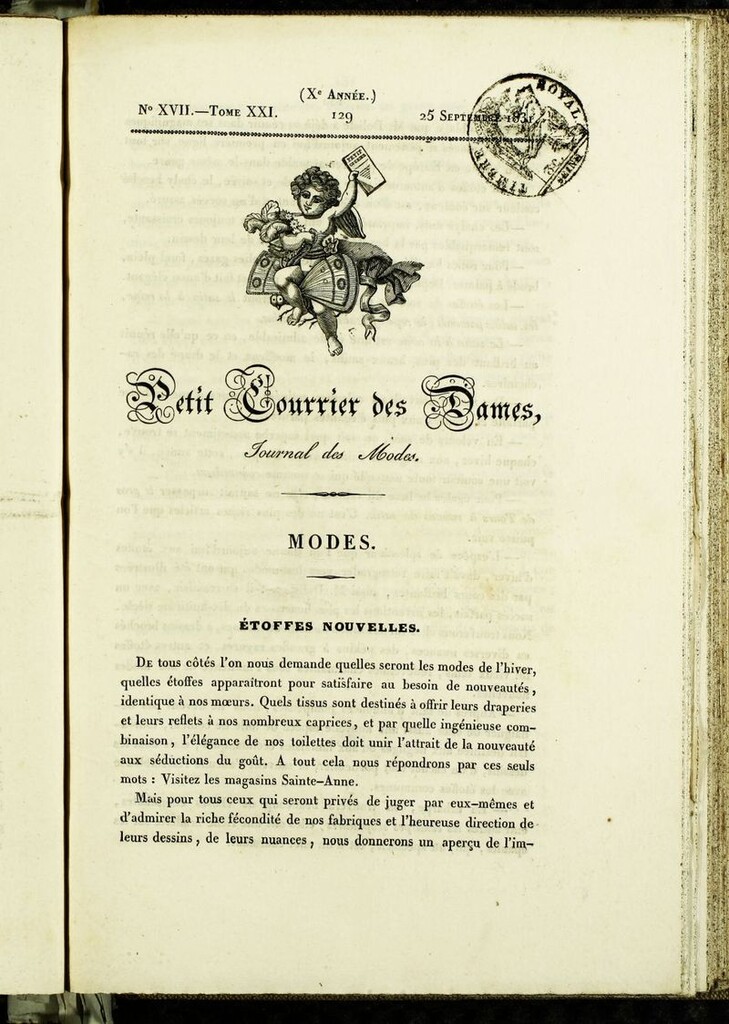 (Xe ANNÉE.)
No XVII.—TOME XXI. 129 25 SEPTEMBRE 1831.
ROYAL
TIMBRE
Petit Courrier des Dames,
Journal des Modes.
MODES.
ÉTOFFES NOUVELLES.
DE tous côtés l'on nous demande quelles seront les modes de l'hiver,
quelles étoffes apparaîtront pour satisfaire au besoin de nouveautés,
identique à nos mœurs. Quels tissus sont destinés à offrir leurs draperies
et leurs reflets à nos nombreux caprices, et par quelle ingénieuse com-
binaison, l'élégance de nos toilettes doit unir l'attrait de la nouveauté
aux séductions du goût. A tout cela nous répondrons par ces seuls
mots : Visitez les magasins Sainte-Anne.
Mais pour tous ceux qui seront privés de juger par eux-mêmes et
d'admirer la riche fécondité de nos fabriques et l'heureuse direction de
leurs dessins, de leurs nuances, nous donnerons un aperçu de l'im-